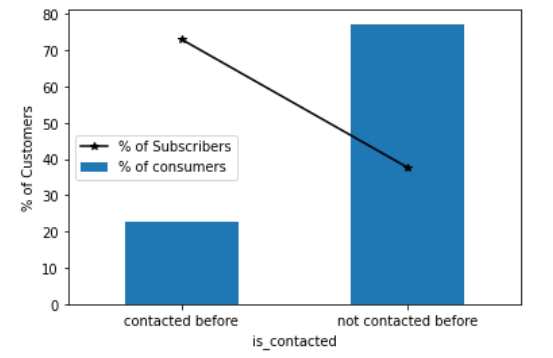 80
70
60
50
40
30
20
10
0
% of Customers
% of Subscribers
% of consumers
contacted before
not contacted before
is_contacted